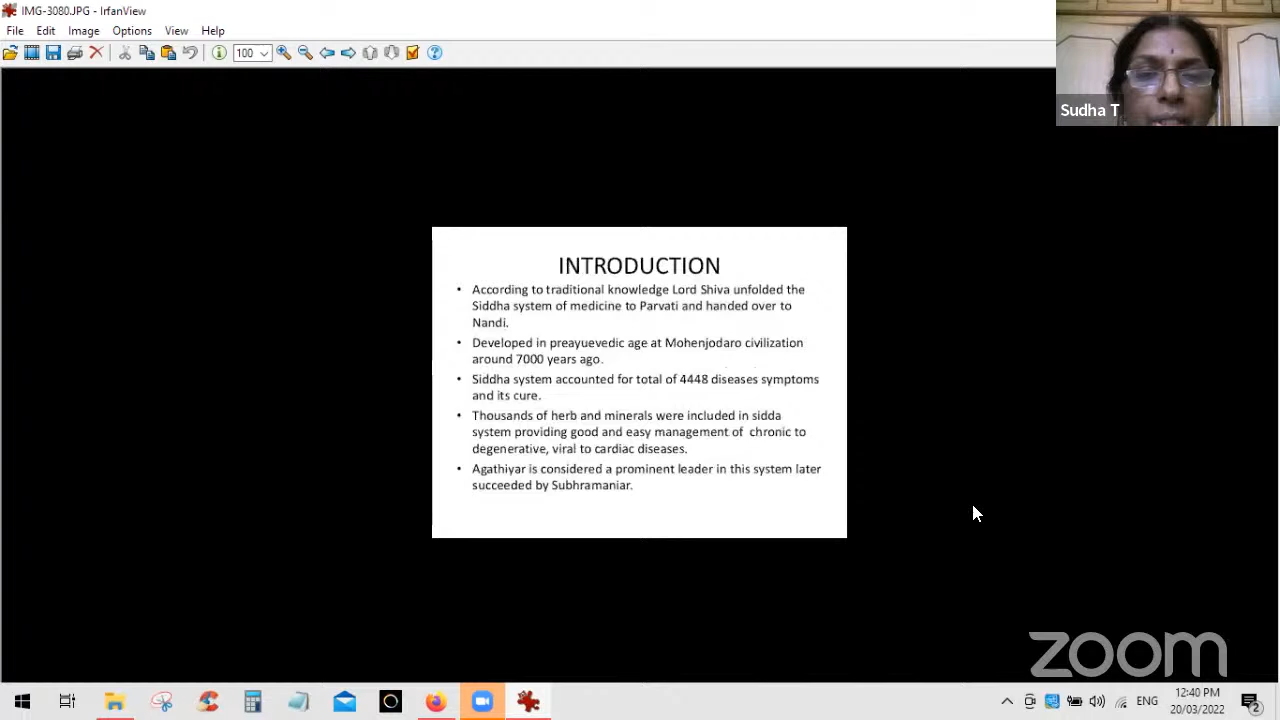 IMG-3080.JPG - IrfanView
File Edit Image Options View Help
100
Sudha T
INTRODUCTION
• According to traditional knowledge Lord Shiva unfolded the
Siddha system of medicine to Parvati and handed over to
Nandi.
• Developed in preayuevedic age at Mohenjodaro civilization
around 7000 years ago.
• Siddha system accounted for total of 4448 diseases symptoms
and its cure.
• Thousands of herb and minerals were included in sidda
system providing good and easy management of chronic to
degenerative, viral to cardiac diseases.
• Agathiyar is considered a prominent leader in this system later
succeeded by Subhramaniar.
zoom
ENG
12:40 PM
20/03/2022
2